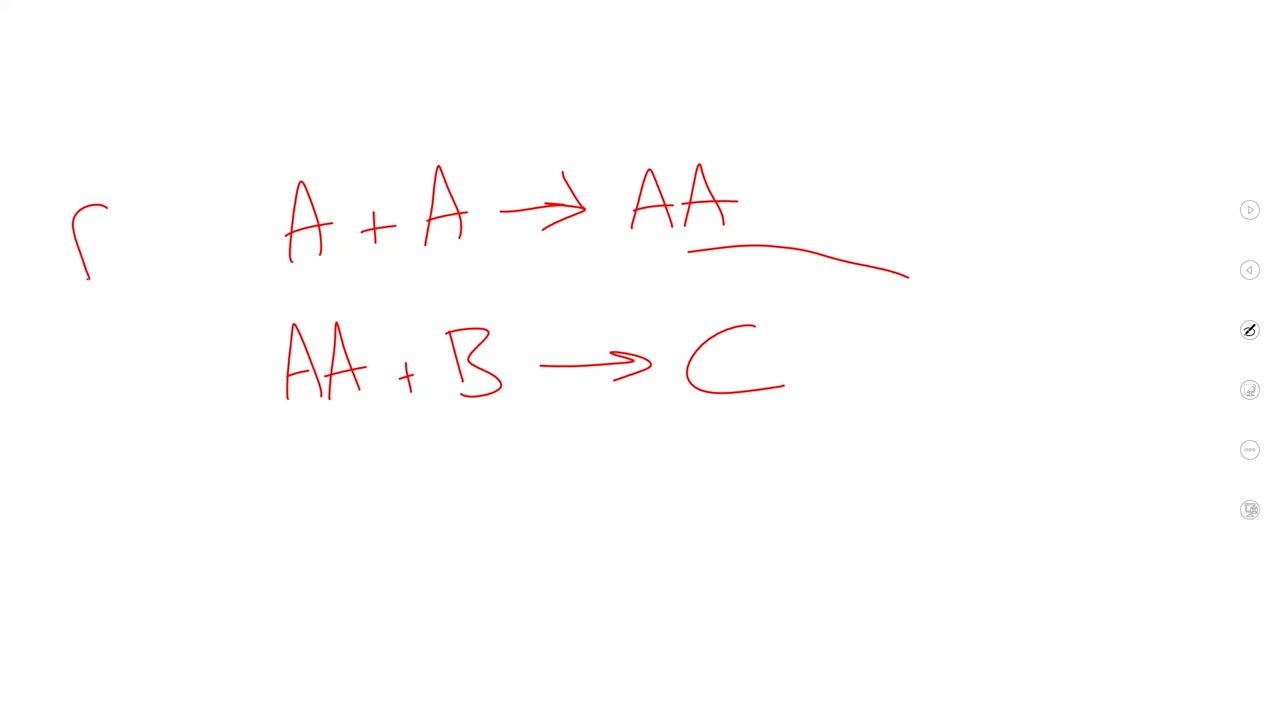 A + A → AA
AA + B → C